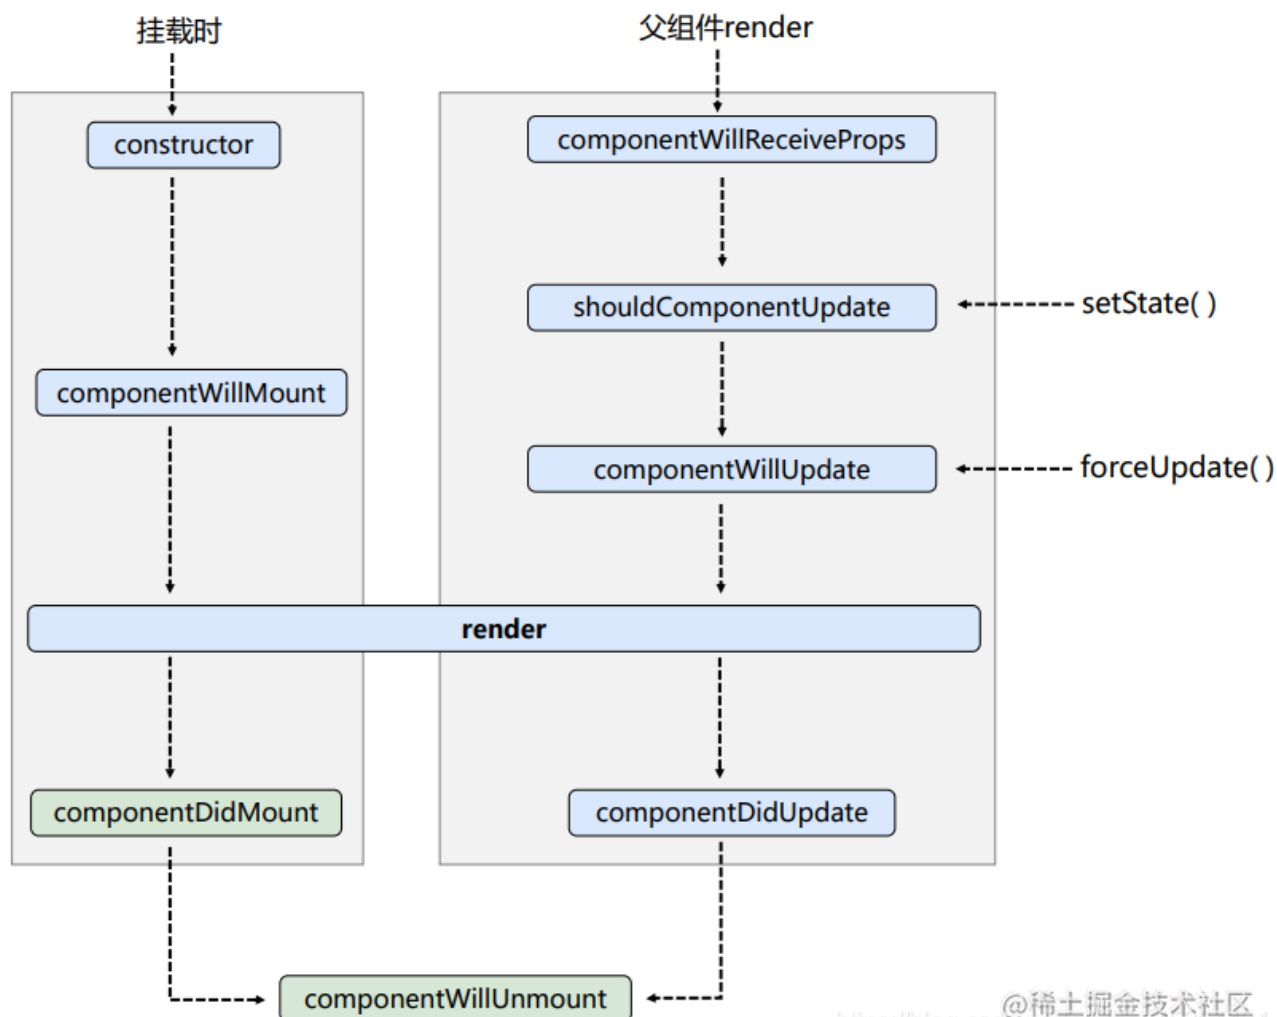 挂载时
父组件render
constructor
componentWillReceiveProps
shouldComponentUpdate
setState( )
componentWillMount
componentWillUpdate
forceUpdate( )
render
componentDidMount
componentDidUpdate
componentWillUnmount
@稀土掘金技术社区